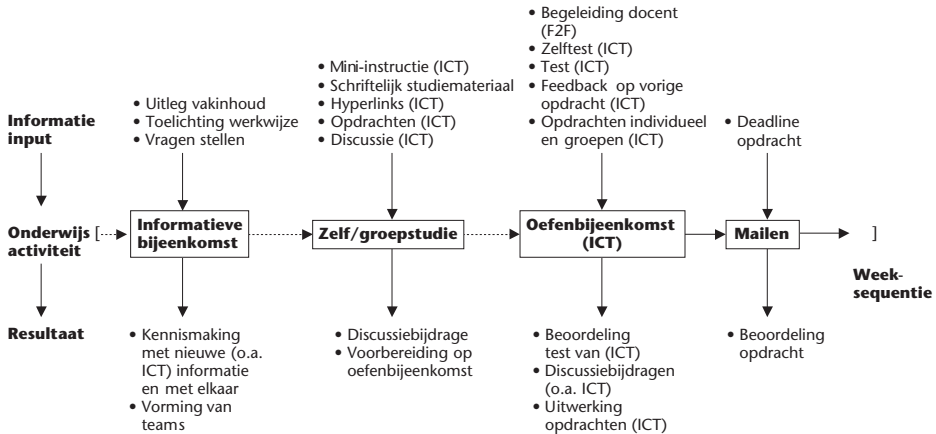 Informatie
input
• Uitleg vakinhoud
• Toelichting werkwijze
• Vragen stellen
• Mini-instructie (ICT)
• Schriftelijk studiemateriaal
• Hyperlinks (ICT)
• Opdrachten (ICT)
• Discussie (ICT)
• Begeleiding docent
(F2F)
• Zelftest (ICT)
• Test (ICT)
• Feedback op vorige
opdracht (ICT)
• Opdrachten individueel
en groepen (ICT)
• Deadline
opdracht
Onderwijs [
activiteit
Informatieve
bijeenkomst
Zelf/groepstudie
Oefenbijeenkomst
(ICT)
Mailen
]
Week-
sequentie
Resultaat
• Kennismaking
met nieuwe (o.a.
ICT) informatie
en met elkaar
• Vorming van
teams
• Discussiebijdrage
• Voorbereiding op
oefenbijeenkomst
• Beoordeling
test van (ICT)
• Discussiebijdragen
(o.a. ICT)
• Uitwerking
opdrachten (ICT)
• Beoordeling
opdracht